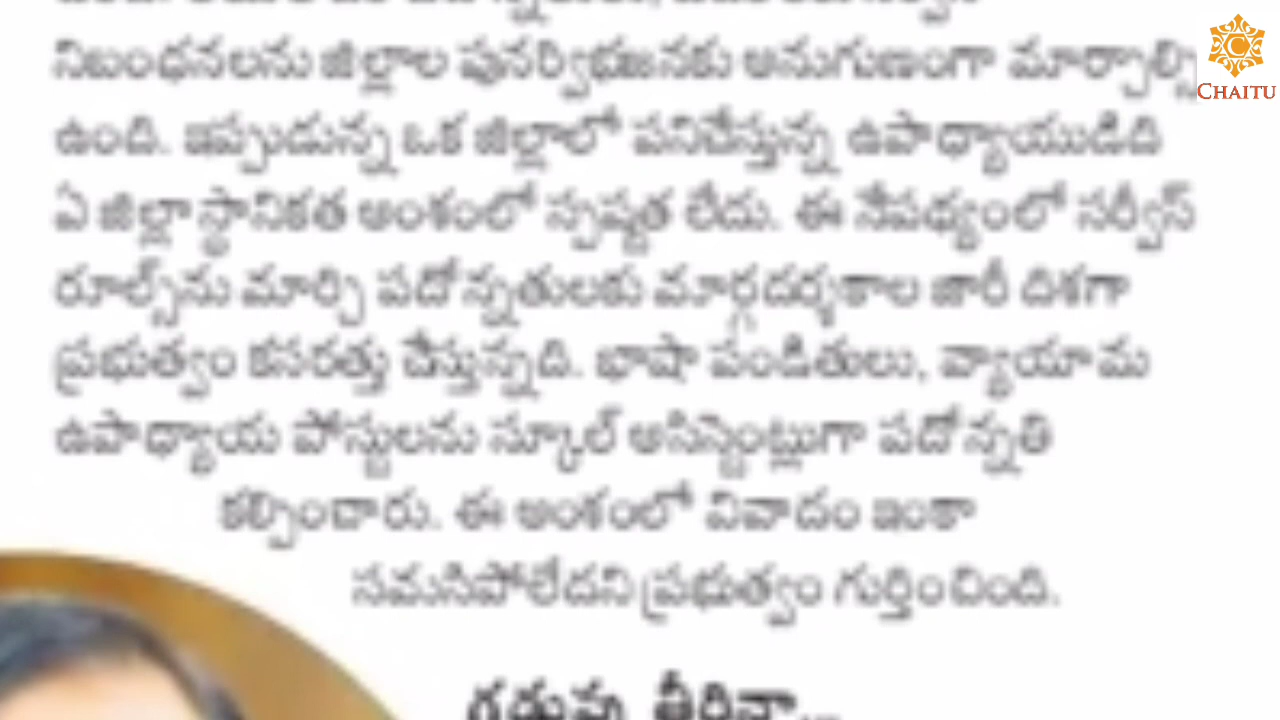 నిబంధనలను జిల్లాల పునర్విభజనకు అనుగుణంగా మార్చాల్సి
ఉంది. ఇప్పుడున్న ఒక జిల్లాలో పనిచేస్తున్న ఉపాధ్యాయుడిది
ఏ జిల్లా స్థానికత అంశంలో స్పష్టత లేదు. ఈ నేపథ్యంలో సర్వీస్
రూల్స్‌ను మార్చి పదోన్నతులకు మార్గదర్శకాల జారీ దిశగా
ప్రభుత్వం కసరత్తు చేస్తున్నది. భాషా పండితులు, వ్యాయామ
ఉపాధ్యాయ పోస్టులను స్కూల్ అసిస్టెంట్లుగా పదోన్నతి
కల్పించారు. ఈ అంశంలో వివాదం ఇంకా
సమసిపోలేదని ప్రభుత్వం గుర్తించింది.
గడువు తీరినా...
CHAITU